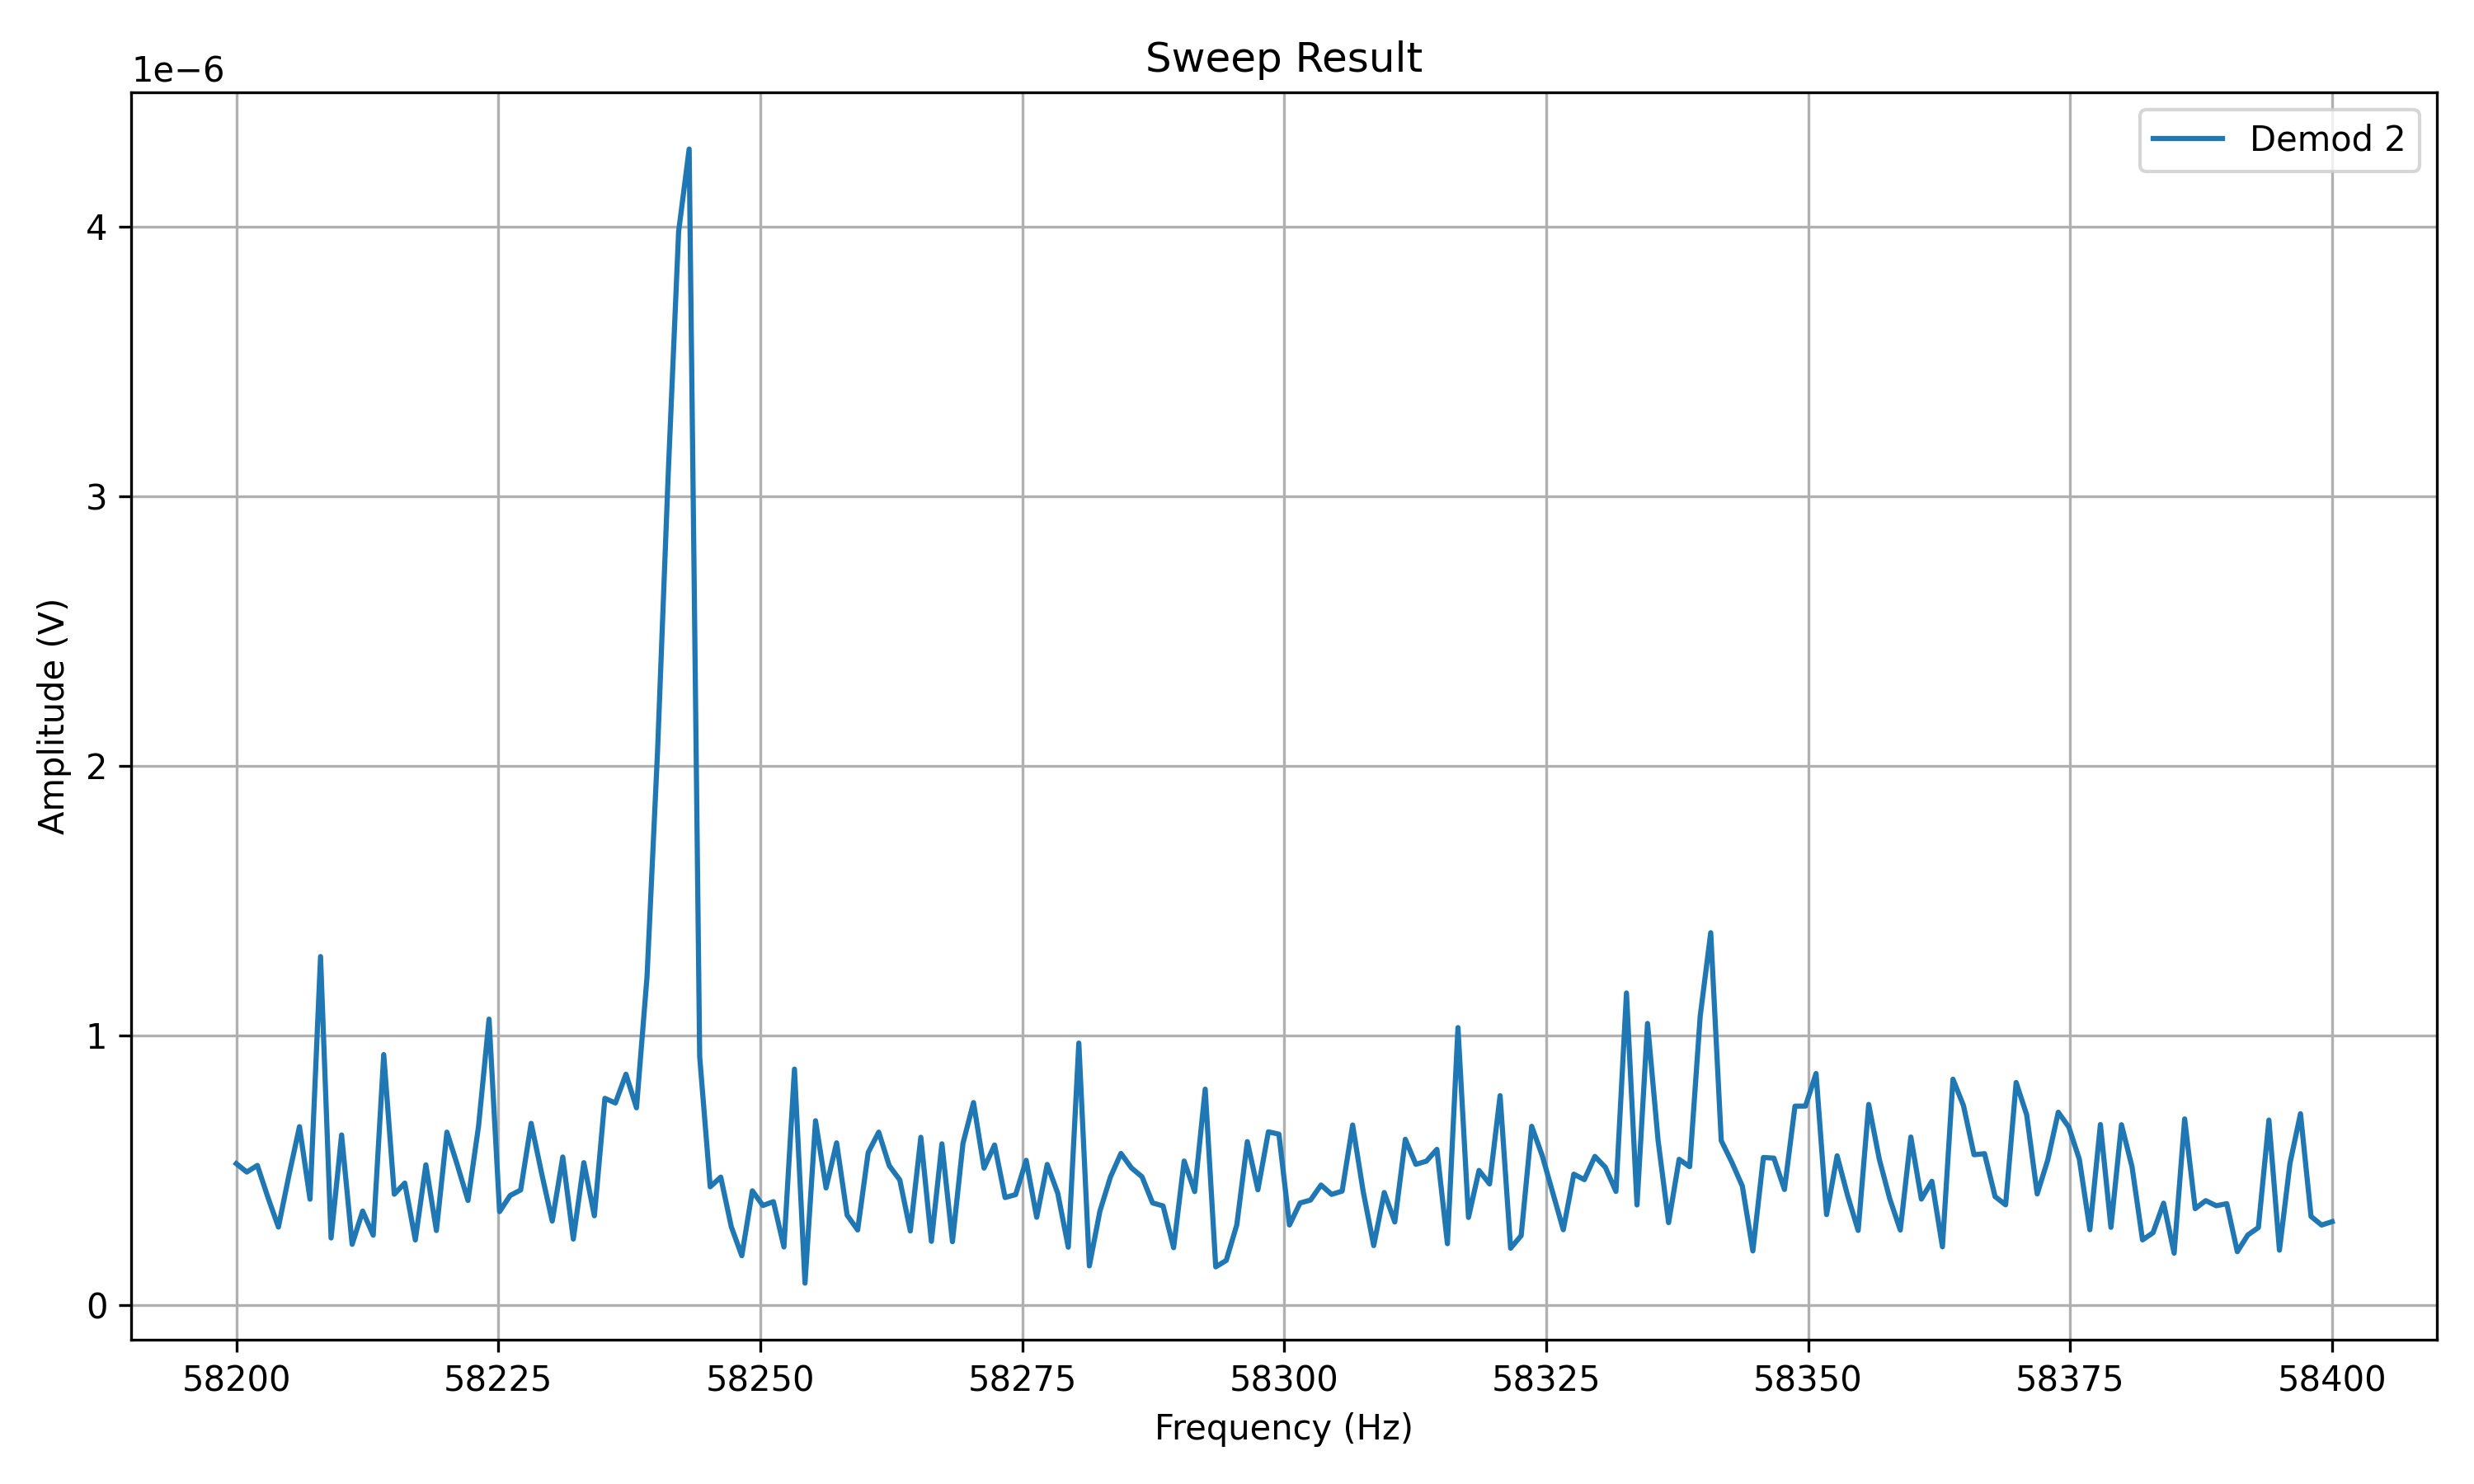 Sweep Result
1e−6
Demod 2
4
3
2
1
0
Amplitude (V)
58200 58225 58250 58275 58300 58325 58350 58375 58400
Frequency (Hz)